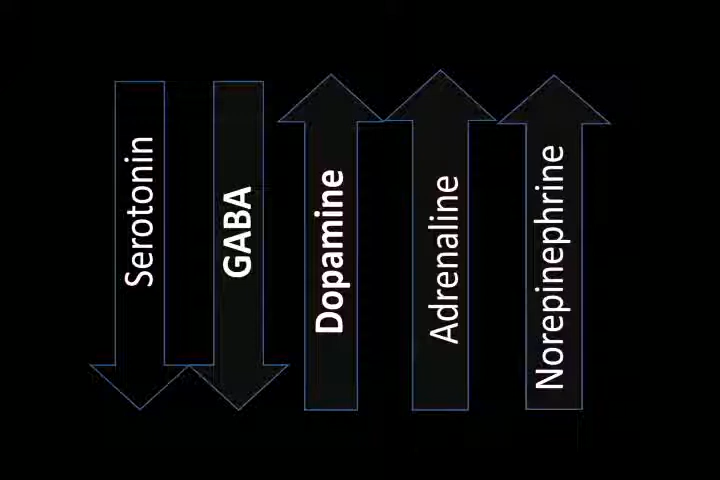 Serotonin
GABA
Dopamine
Adrenaline
Norepinephrine